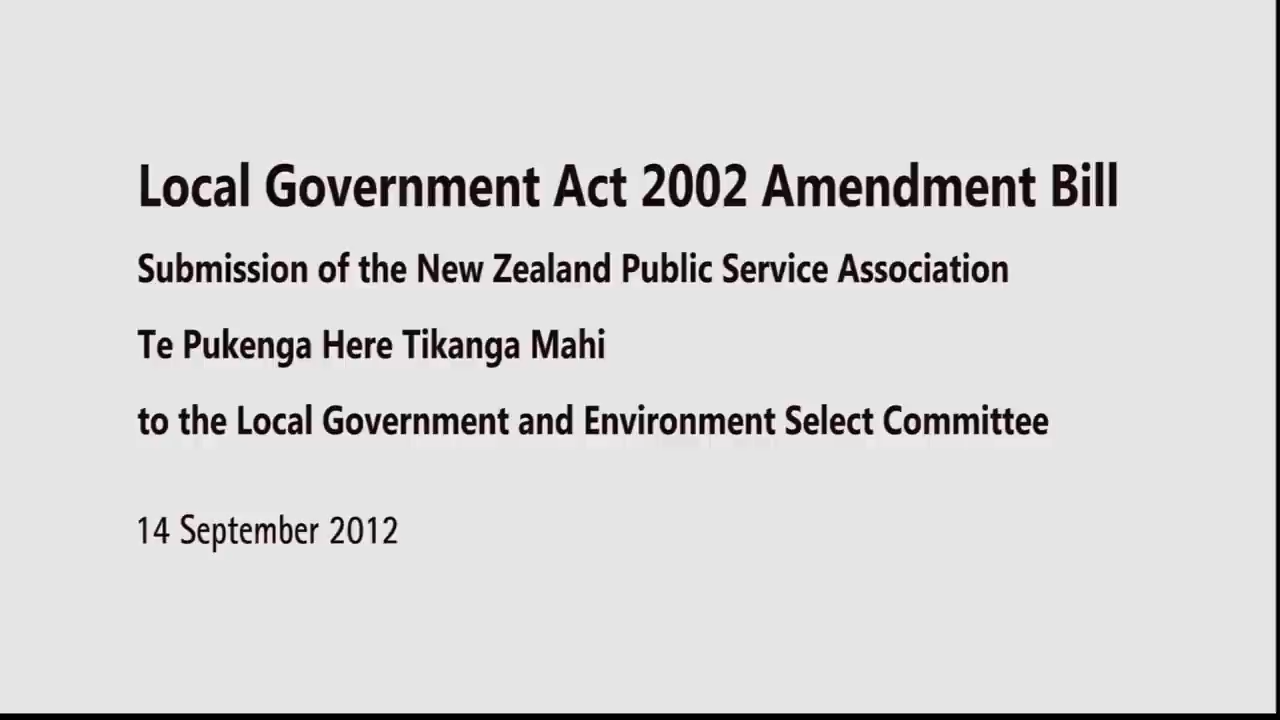 Local Government Act 2002 Amendment Bill
Submission of the New Zealand Public Service Association
Te Pukenga Here Tikanga Mahi
to the Local Government and Environment Select Committee
14 September 2012